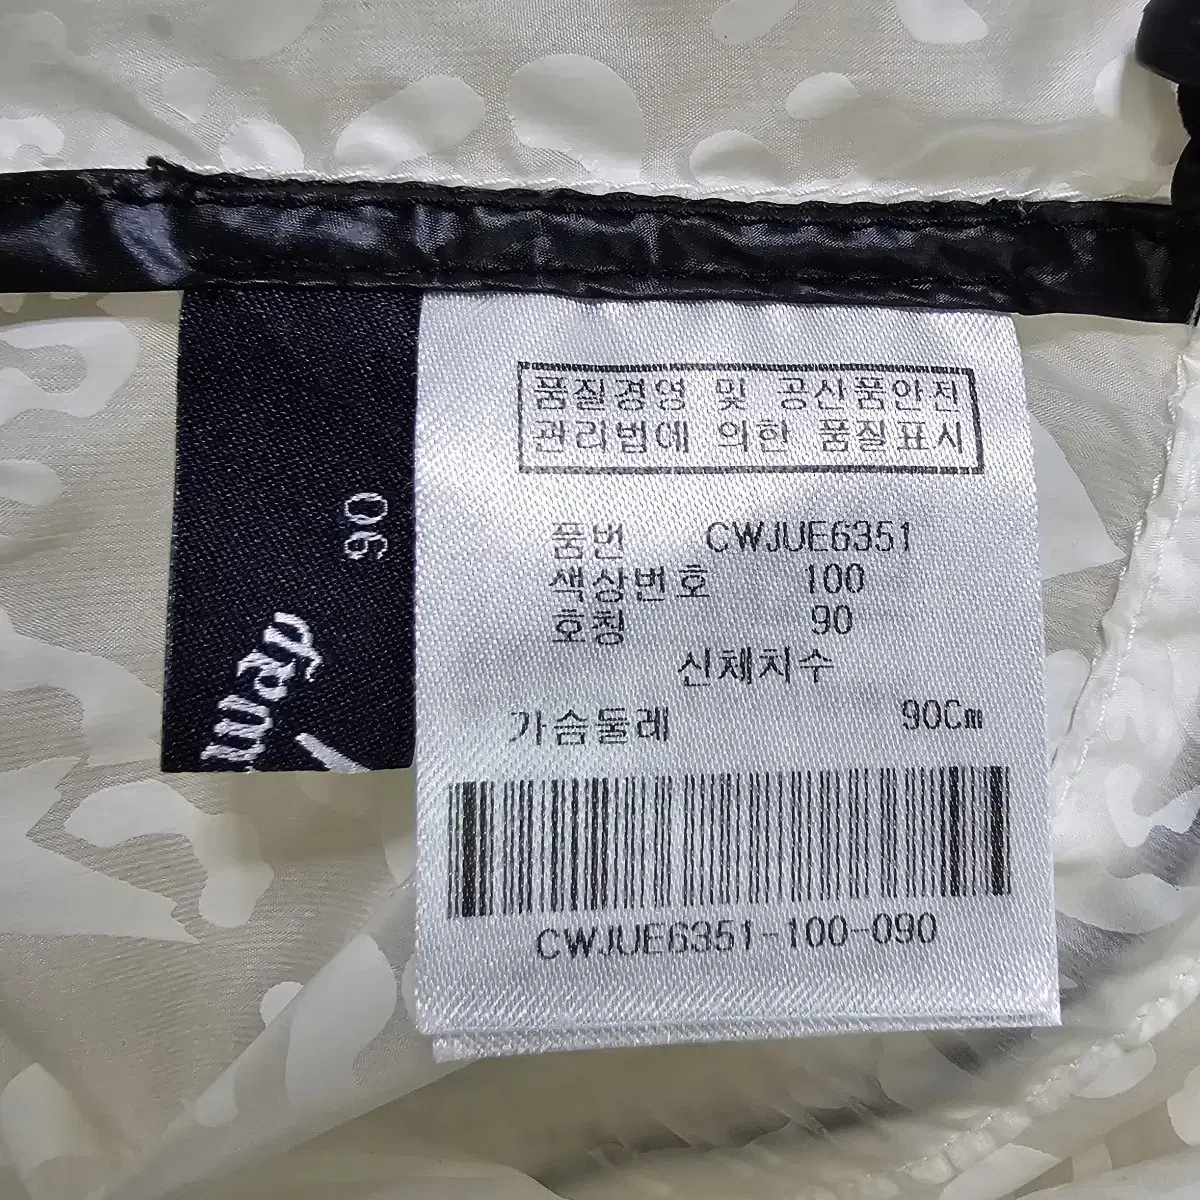 품질경영 및 공산품안전
관리법에 의한 품질표시
품번 CWJUE6351
색상번호 100
호칭 90
신체치수
가슴둘레 90Cm
CWJUE6351-100-090
90
way